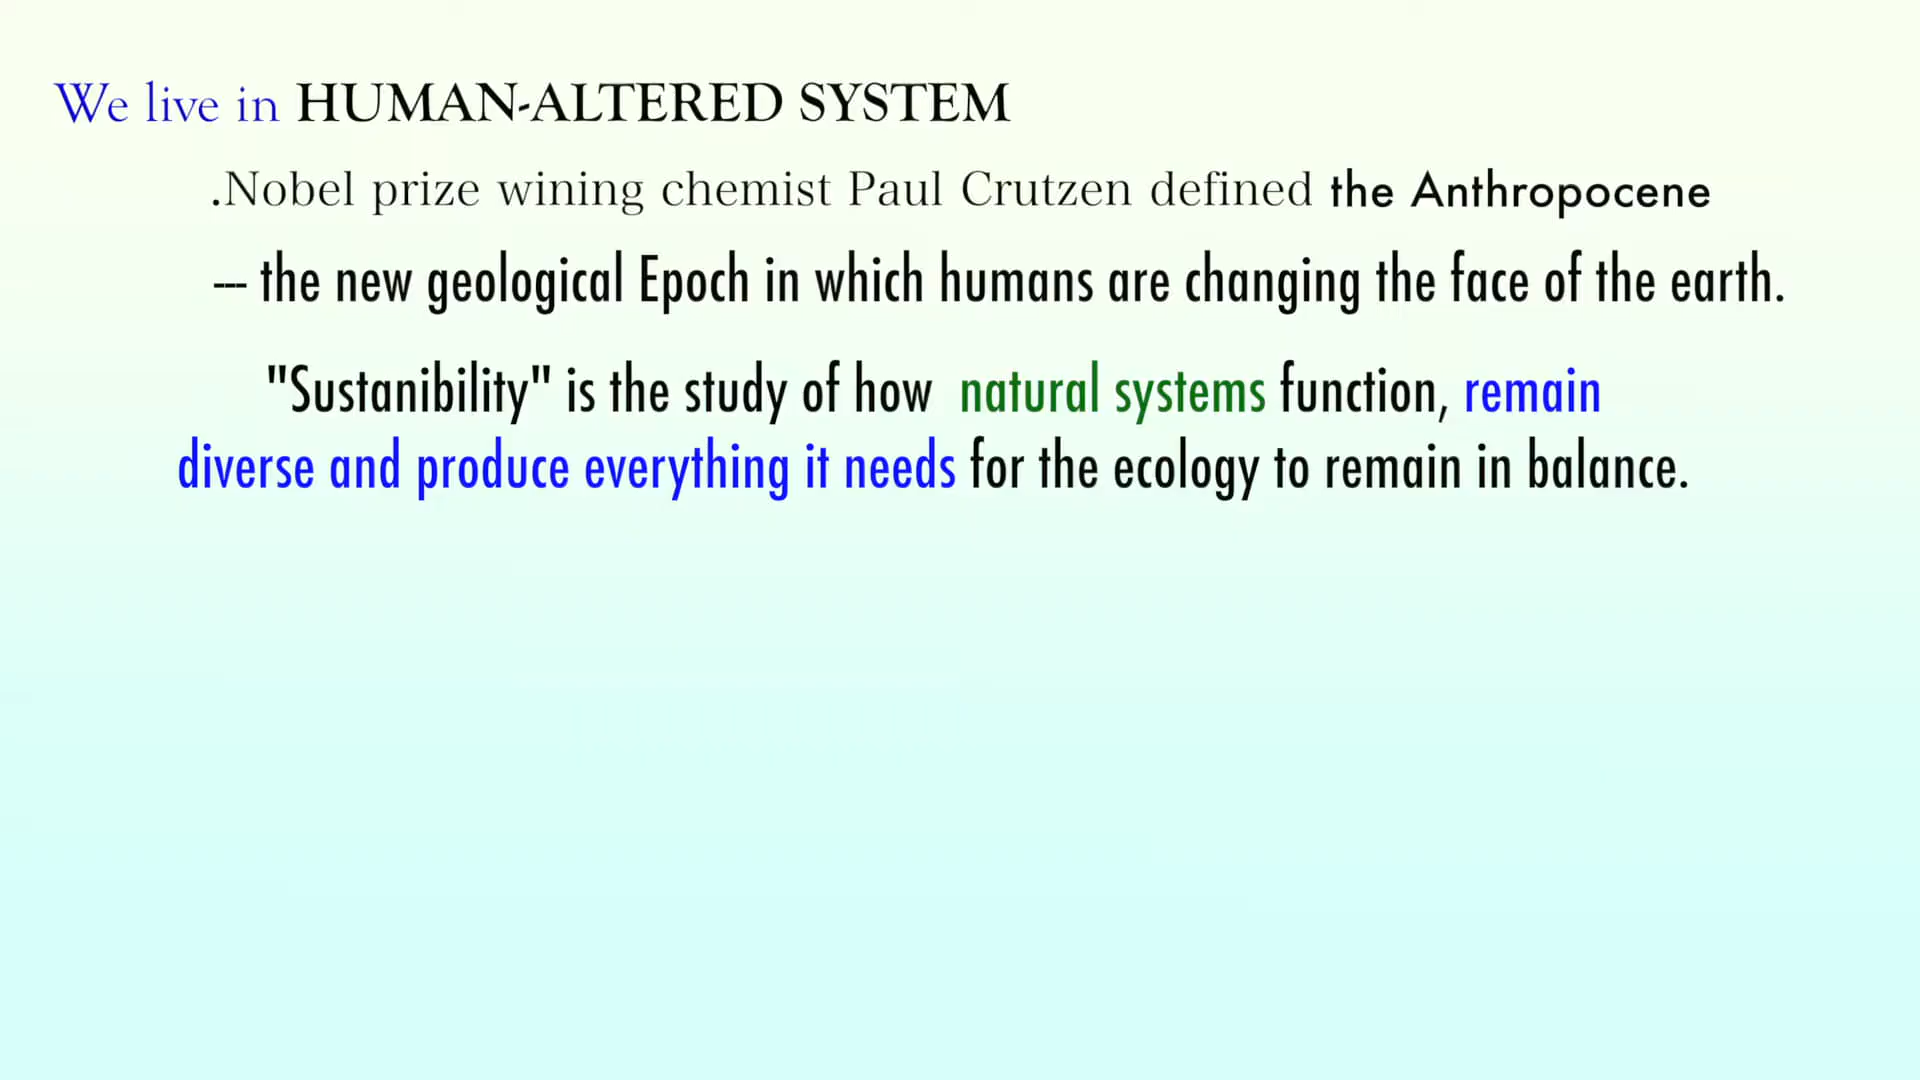 We live in HUMAN-ALTERED SYSTEM
.Nobel prize wining chemist Paul Crutzen defined the Anthropocene
-- the new geological Epoch in which humans are changing the face of the earth.
"Sustanibility" is the study of how natural systems function, remain
diverse and produce everything it needs for the ecology to remain in balance.